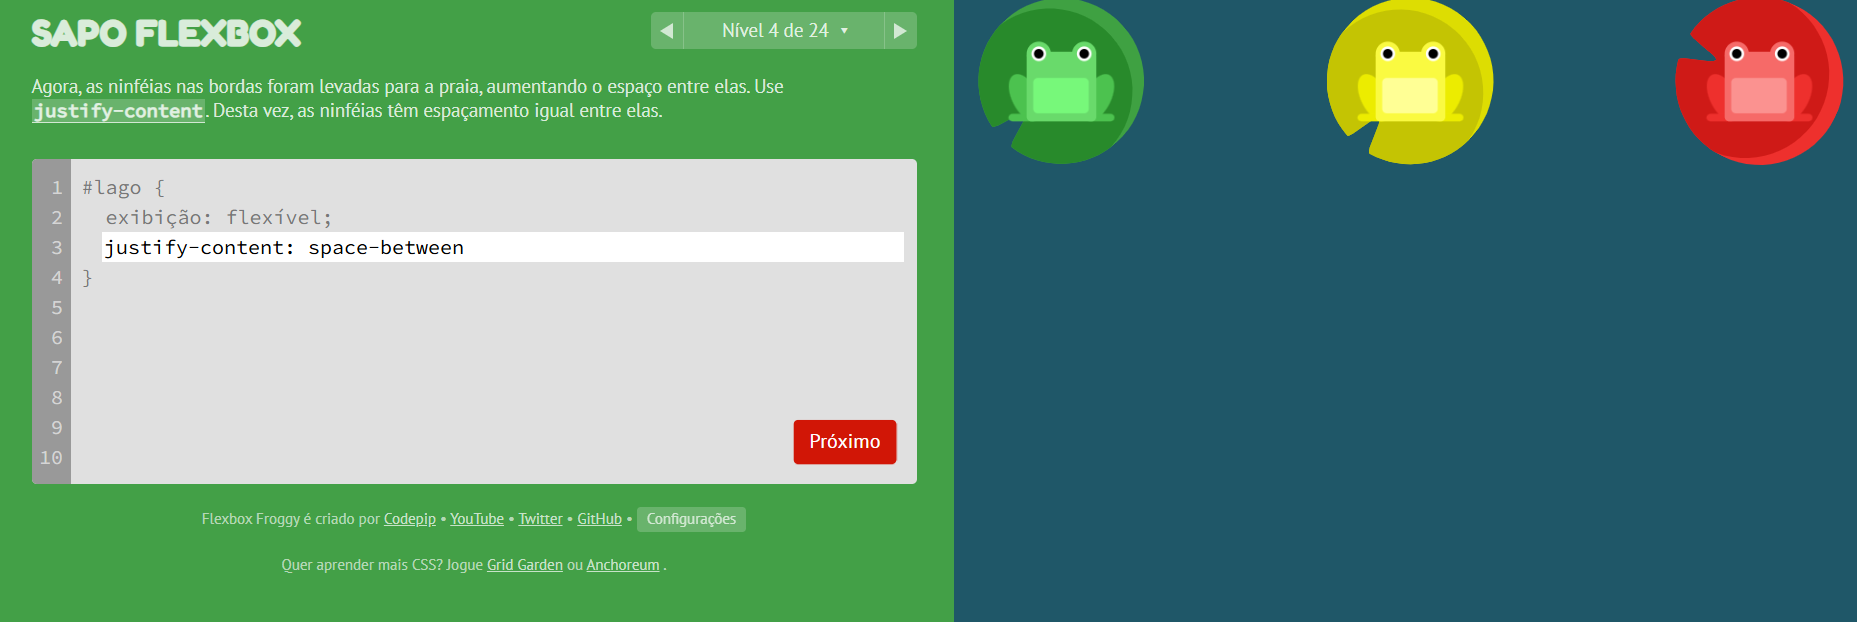 SAPO FLEXBOX
Nível 4 de 24
Agora, as ninféias nas bordas foram levadas para a praia, aumentando o espaço entre elas. Use
justify-content. Desta vez, as ninféias têm espaçamento igual entre elas.
1 #lago {
2 exibição: flexível;
3 justify-content: space-between
4 }
5
6
7
8
9
10
Próximo
Flexbox Froggy é criado por Codepip • YouTube • Twitter • GitHub • Configurações
Quer aprender mais CSS? Jogue Grid Garden ou Anchoreum .